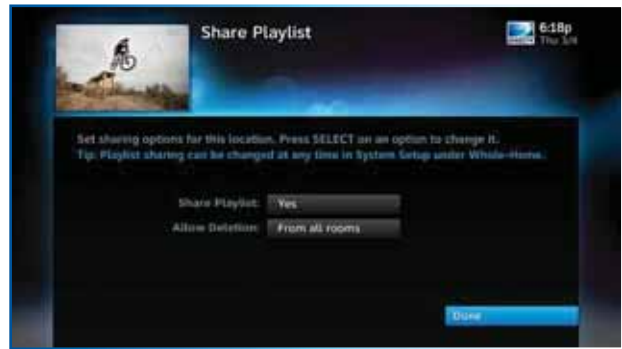 Share Playlist
6:18p
Thu 5/4
Set sharing options for this location. Press SELECT on an option to change it.
Tip: Playlist sharing can be changed at any time in System Setup under Whole-Home.
Share Playlist: Yes
Allow Deletion: From all rooms
Done